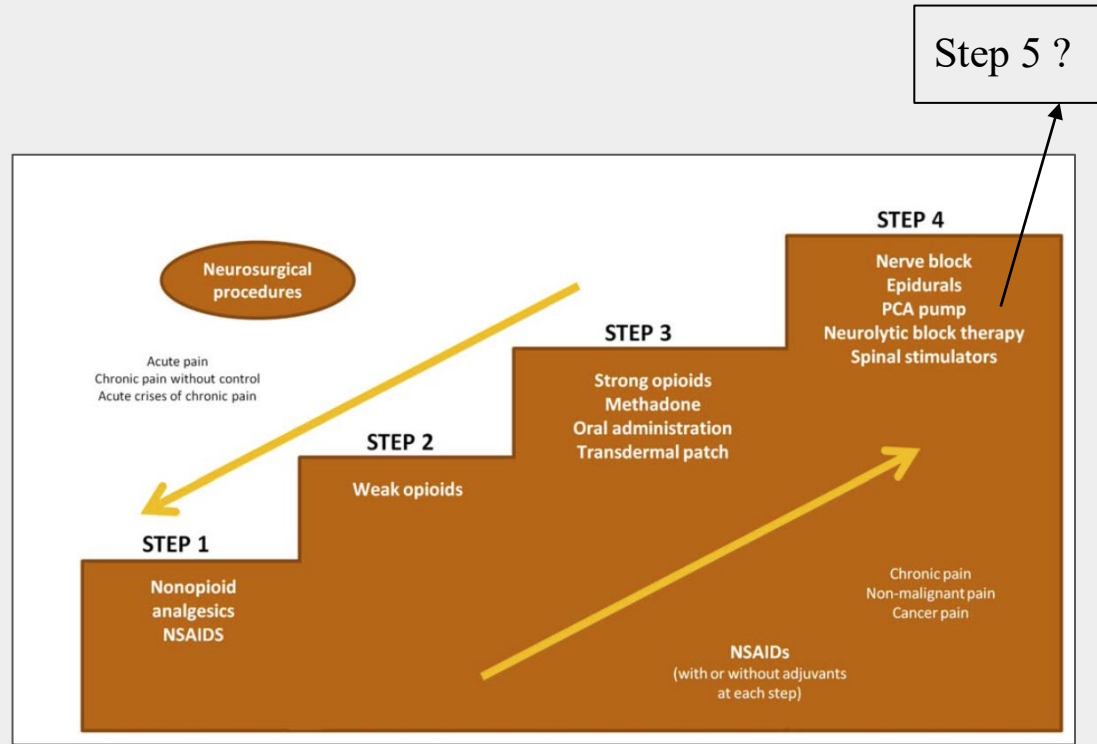 Step 5 ?
STEP 4
Nerve block
Epidurals
PCA pump
Neurolytic block therapy
Spinal stimulators
Neurosurgical
procedures
STEP 3
Strong opioids
Methadone
Oral administration
Transdermal patch
Acute pain
Chronic pain without control
Acute crises of chronic pain
STEP 2
Weak opioids
STEP 1
Nonopioid
analgesics
NSAIDS
Chronic pain
Non-malignant pain
Cancer pain
NSAIDs
(with or without adjuvants
at each step)